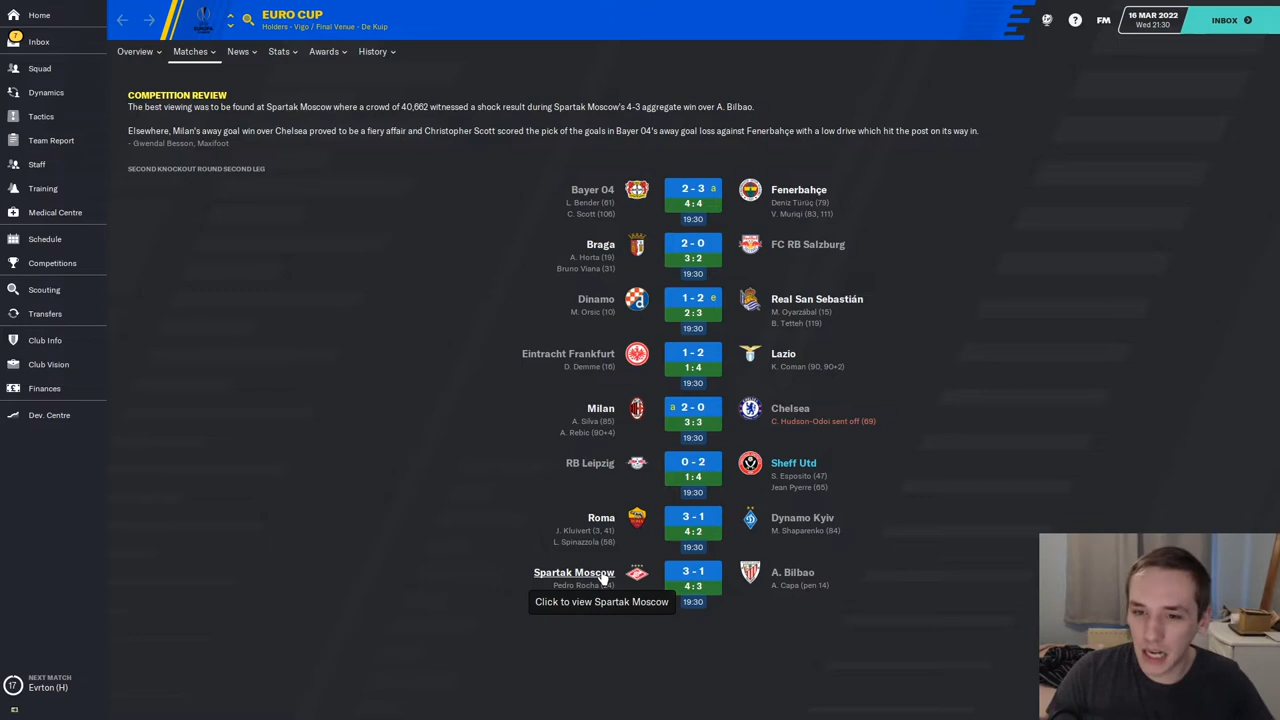 Home
EURO CUP
Holders - Vigo / Final Venue - De Kuip
FM
16 MAR 2022
Wed 21:30
INBOX
7
Inbox
Overview
Matches
News
Stats
Awards
History
Squad
Dynamics
Tactics
Team Report
Staff
Training
Medical Centre
Schedule
Competitions
Scouting
Transfers
Club Info
Club Vision
Finances
Dev. Centre
COMPETITION REVIEW
The best viewing was to be found at Spartak Moscow where a crowd of 40,662 witnessed a shock result during Spartak Moscow's 4-3 aggregate win over A. Bilbao.
Elsewhere, Milan's away goal win over Chelsea proved to be a fiery affair and Christopher Scott scored the pick of the goals in Bayer 04's away goal loss against Fenerbahçe with a low drive which hit the post on its way in.
- Gwendal Besson, Maxifoot
SECOND KNOCKOUT ROUND SECOND LEG
Bayer 04 2 - 3 a Fenerbahçe
L. Bender (61) 4 : 4 Deniz Türüç (79)
C. Scott (106) V. Muriqi (83, 111)
19:30
Braga 2 - 0 FC RB Salzburg
A. Horta (19) 3 : 2
Bruno Viana (31)
19:30
Dinamo 1 - 2 e Real San Sebastián
M. Orsic (10) 2 : 3 M. Oyarzábal (15)
B. Tetteh (119)
19:30
Eintracht Frankfurt 1 - 2 Lazio
D. Demme (16) 1 : 4 K. Coman (90, 90+2)
19:30
Milan a 2 - 0 Chelsea
A. Silva (85) 3 : 3 C. Hudson-Odoi sent off (69)
A. Rebic (90+4)
19:30
RB Leipzig 0 - 2 Sheff Utd
1 : 4 S. Esposito (47)
Jean Pyerre (65)
19:30
Roma 3 - 1 Dynamo Kyiv
J. Kluivert (3, 41) 4 : 2 M. Shaparenko (84)
L. Spinazzola (58)
19:30
Spartak Moscow 3 - 1 A. Bilbao
Pedro Rocha 4 : 3 A. Capa (pen 14)
Click to view Spartak Moscow
19:30
17
NEXT MATCH
Evrton (H)